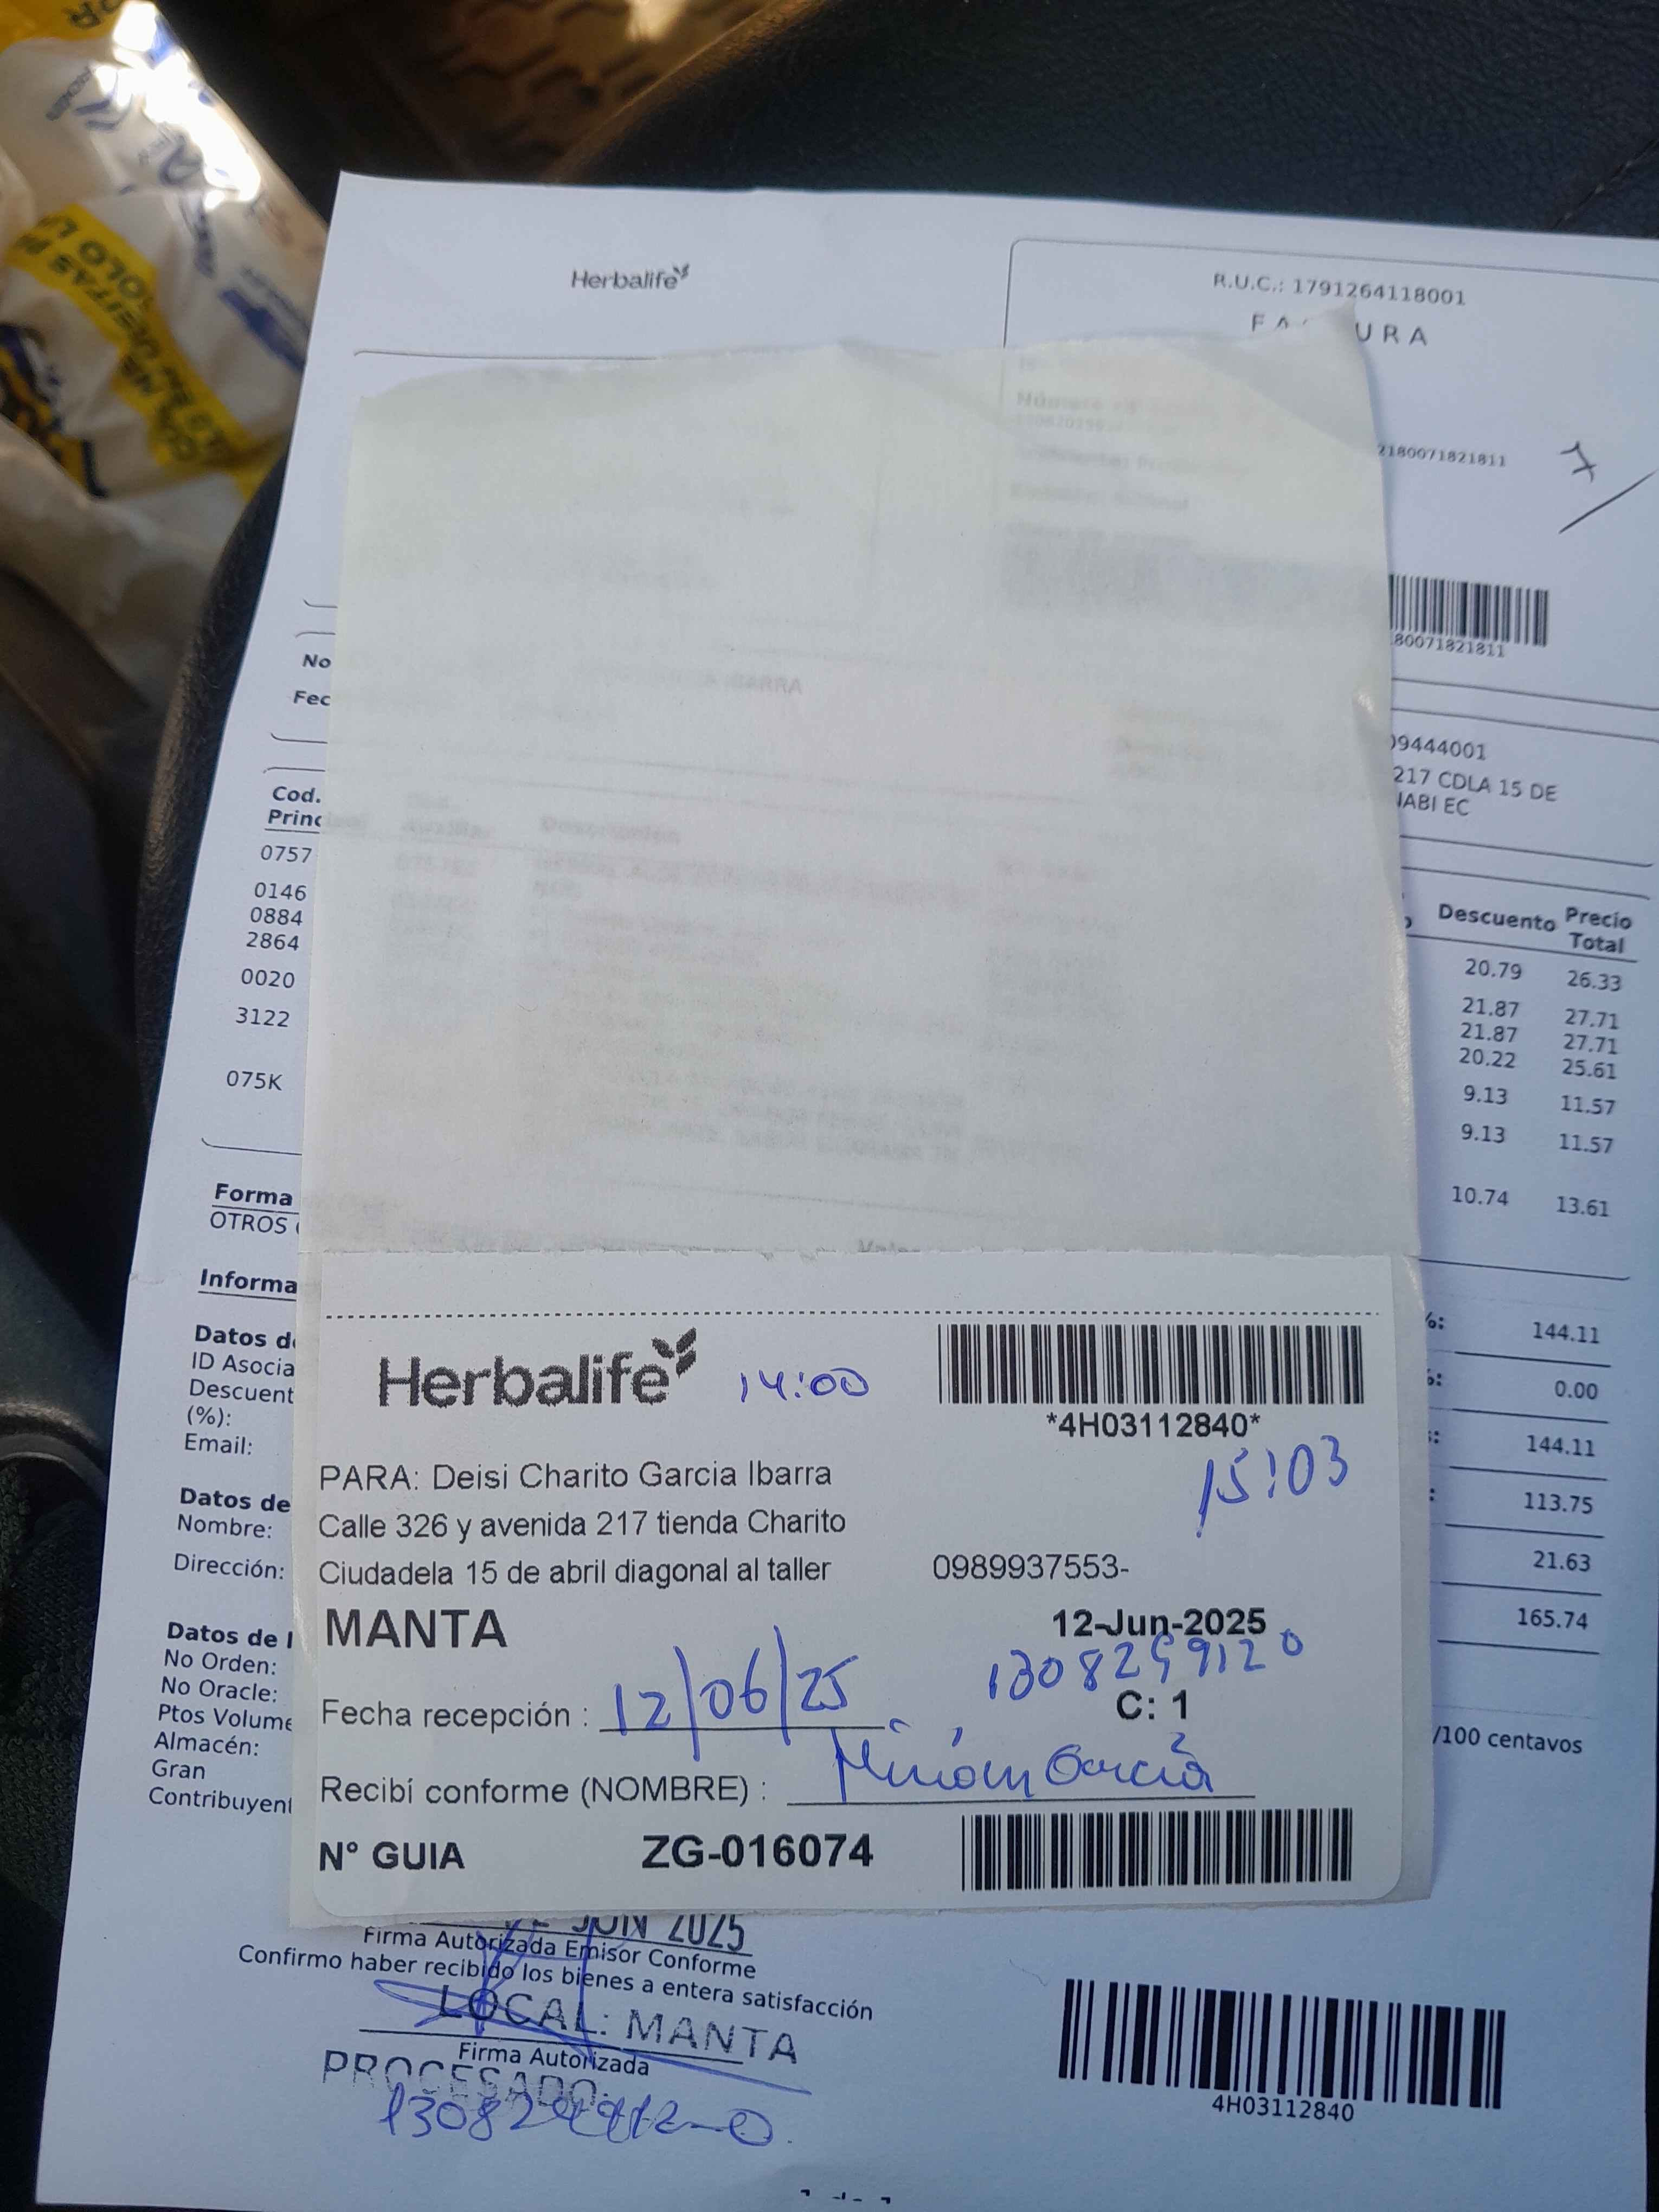 Herbalife
R.U.C.: 1791264118001
2180071821811
7
80071821811
No
Fec
09444001
217 CDLA 15 DE
ABI EC
Cod.
Princ
Descuento Precio Total
0757 20.79 26.33
0146 21.87 27.71
0884 21.87 27.71
2864 20.22 25.61
0020 9.13 11.57
3122 9.13 11.57
075K 10.74 13.61
Forma
OTROS
Informa
%: 144.11
0.00
144.11
113.75
21.63
165.74
Datos de
ID Asocia
Descuent
(%):
Email:
Datos de
Nombre:
Dirección:
Datos de
No Orden:
No Oracle:
Ptos Volume
Almacén:
Gran
Contribuyent
/100 centavos
Herbalife 14:00
*4H03112840*
15:03
PARA: Deisi Charito Garcia Ibarra
Calle 326 y avenida 217 tienda Charito
Ciudadela 15 de abril diagonal al taller 0989937553-
MANTA 12-Jun-2025
1308259120
Fecha recepción : 12/06/25 C: 1
Recibí conforme (NOMBRE) : García
N° GUIA ZG-016074
JUN 2025
Firma Autorizada Emisor Conforme
Confirmo haber recibido los bienes a entera satisfacción
LOCAL: MANTA
Firma Autorizada
PROCESADO:
4H03112840